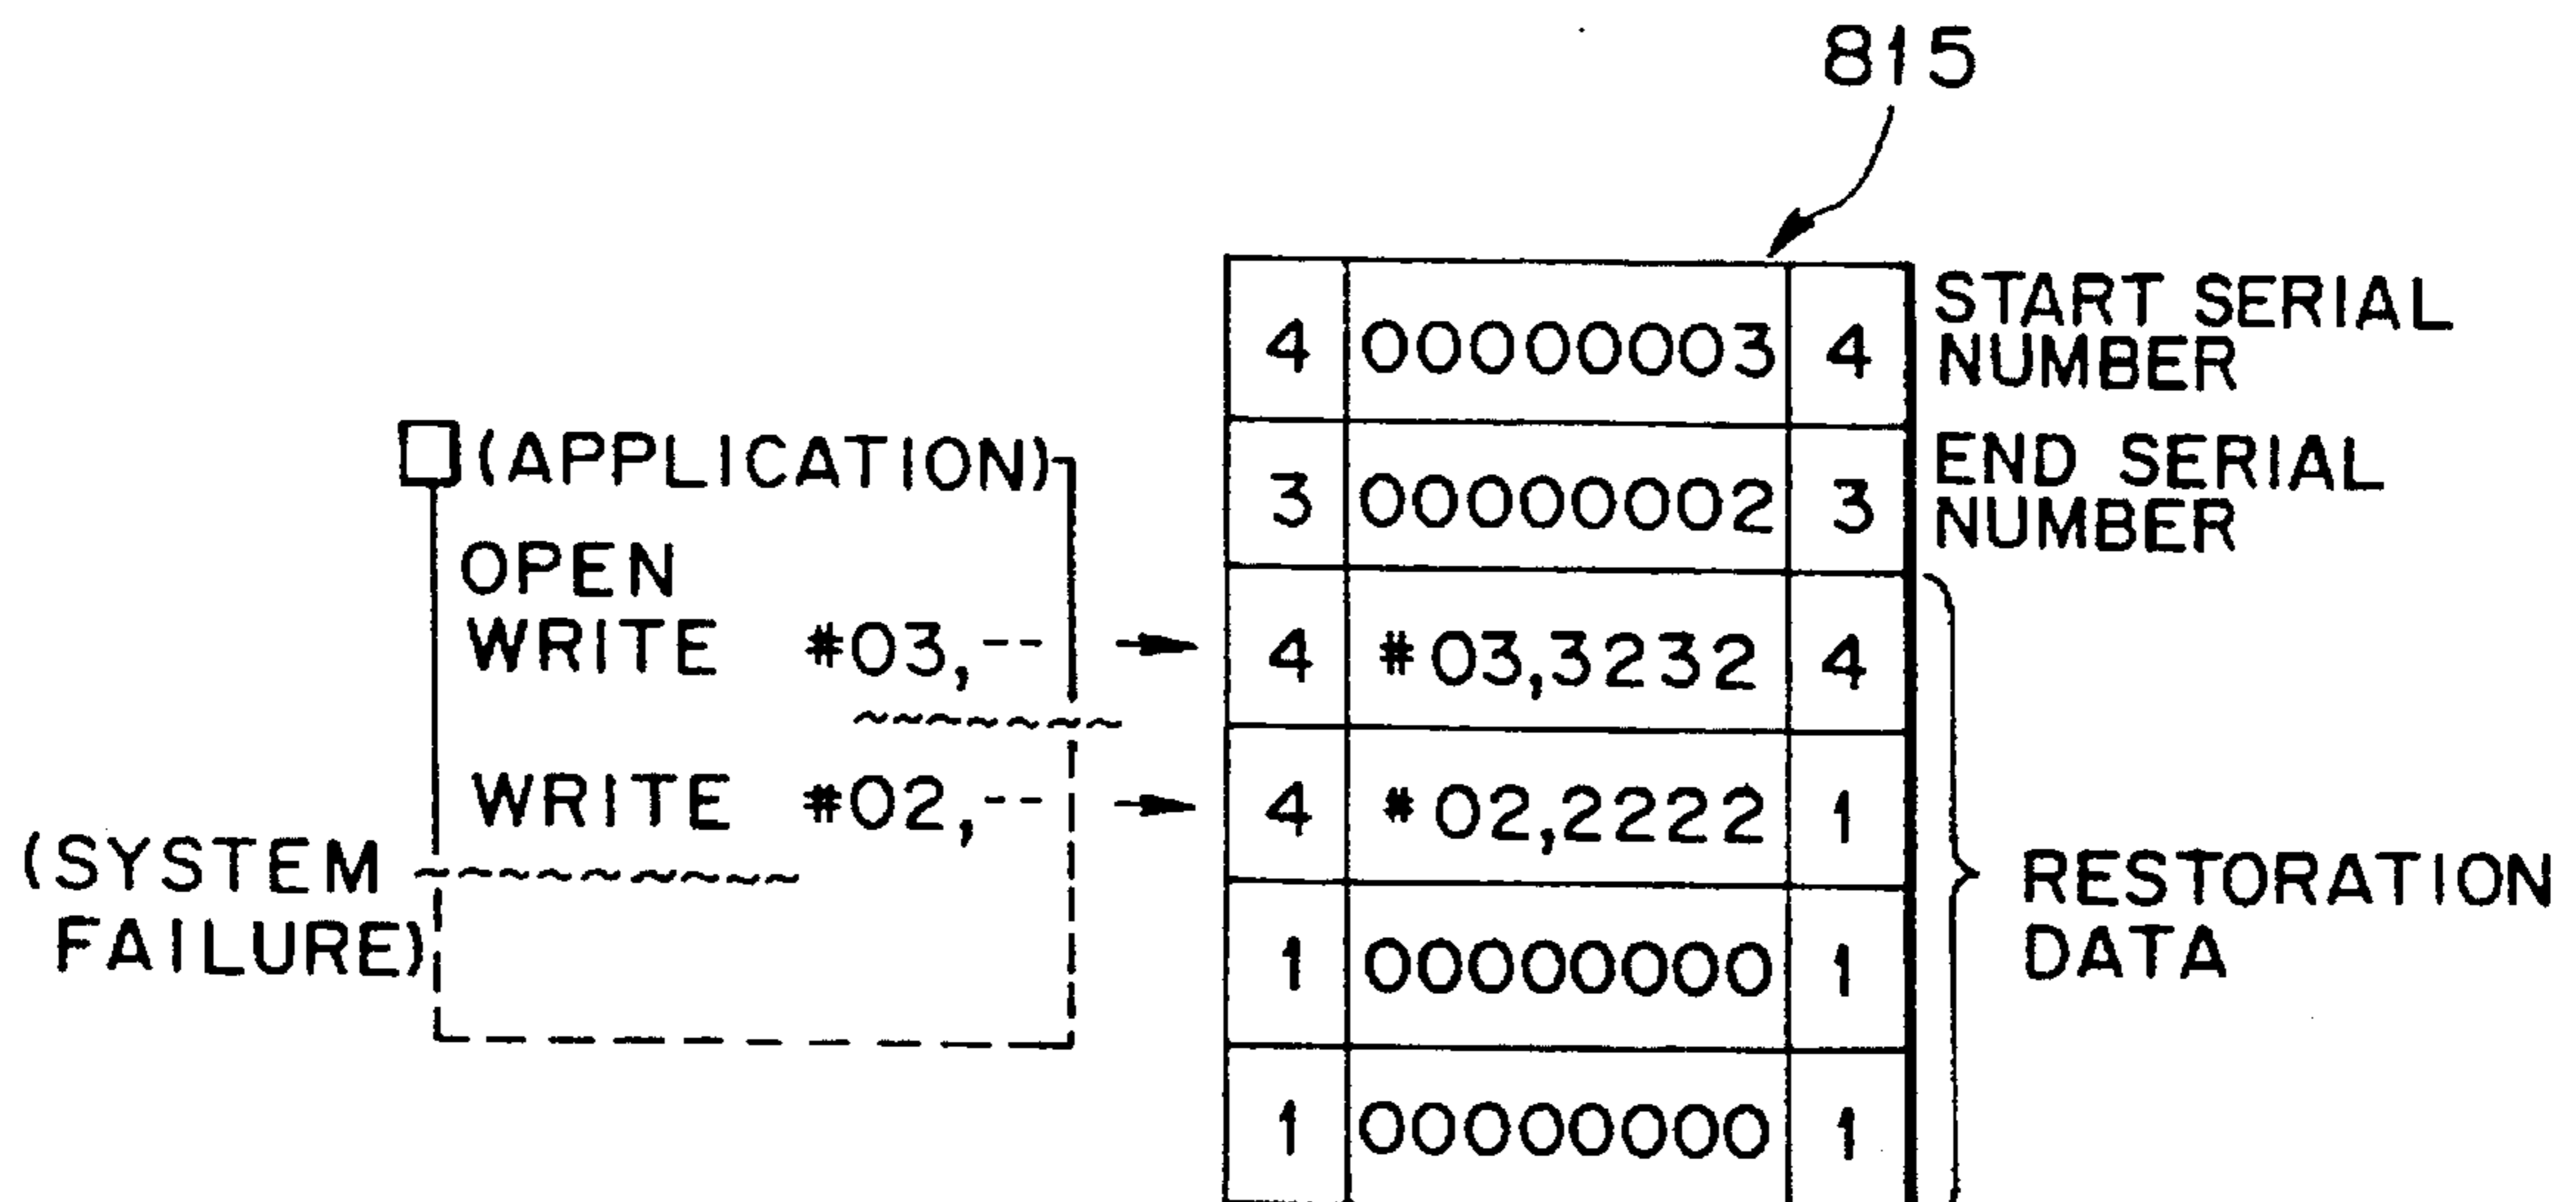 815
4 00000003 4 START SERIAL
NUMBER
3 00000002 3 END SERIAL
NUMBER
(APPLICATION)
OPEN
WRITE #03,-- 4 #03,3232 4
WRITE #02,-- 4 #02,2222 1
(SYSTEM
FAILURE)
1 00000000 1
1 00000000 1
RESTORATION
DATA